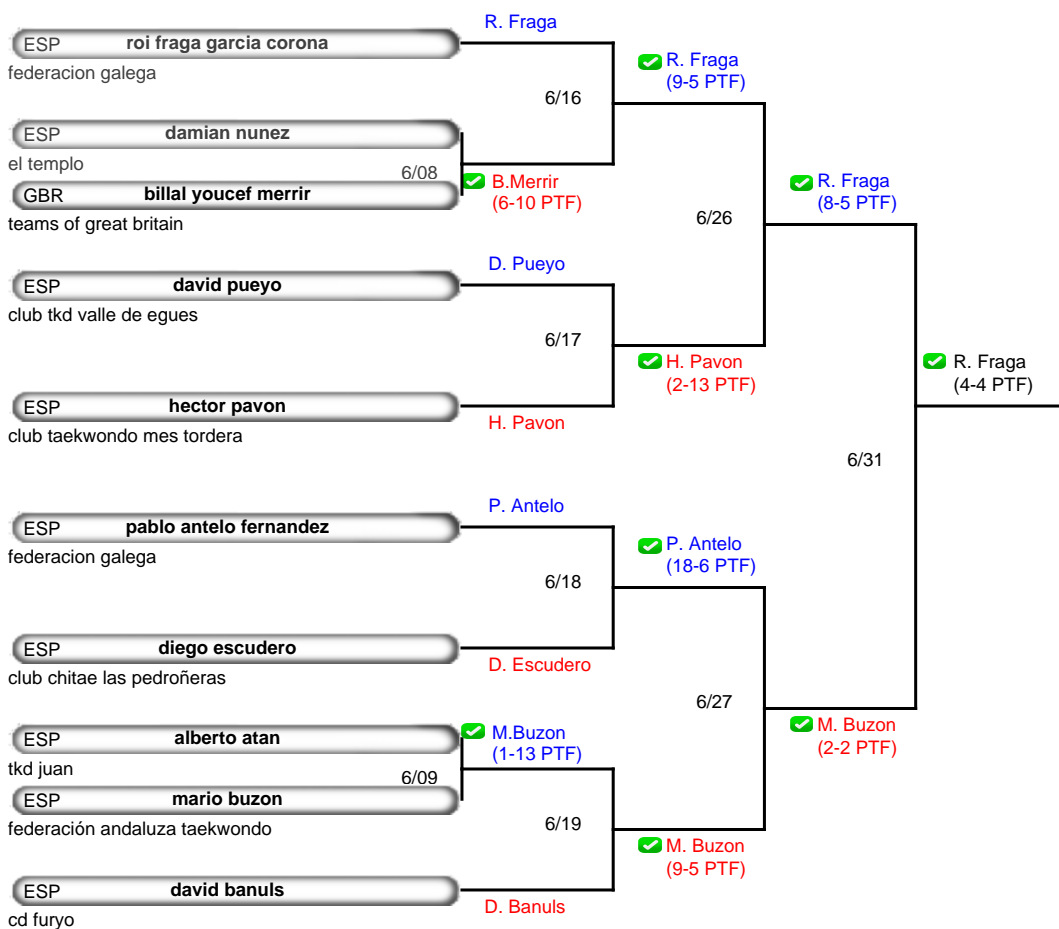 R. Fraga
ESP roi fraga garcia corona
federacion galega
R. Fraga
(9-5 PTF)
6/16
ESP damian nunez
el templo
6/08
GBR billal youcef merrir
teams of great britain
B.Merrir
(6-10 PTF)
R. Fraga
(8-5 PTF)
6/26
D. Pueyo
ESP david pueyo
club tkd valle de egues
6/17
H. Pavon
(2-13 PTF)
R. Fraga
(4-4 PTF)
ESP hector pavon
club taekwondo mes tordera
H. Pavon
6/31
P. Antelo
ESP pablo antelo fernandez
federacion galega
P. Antelo
(18-6 PTF)
6/18
ESP diego escudero
club chitae las pedroñeras
D. Escudero
6/27
M. Buzon
(2-2 PTF)
ESP alberto atan
tkd juan
M.Buzon
(1-13 PTF)
6/09
ESP mario buzon
federación andaluza taekwondo
6/19
M. Buzon
(9-5 PTF)
ESP david banuls
cd furyo
D. Banuls